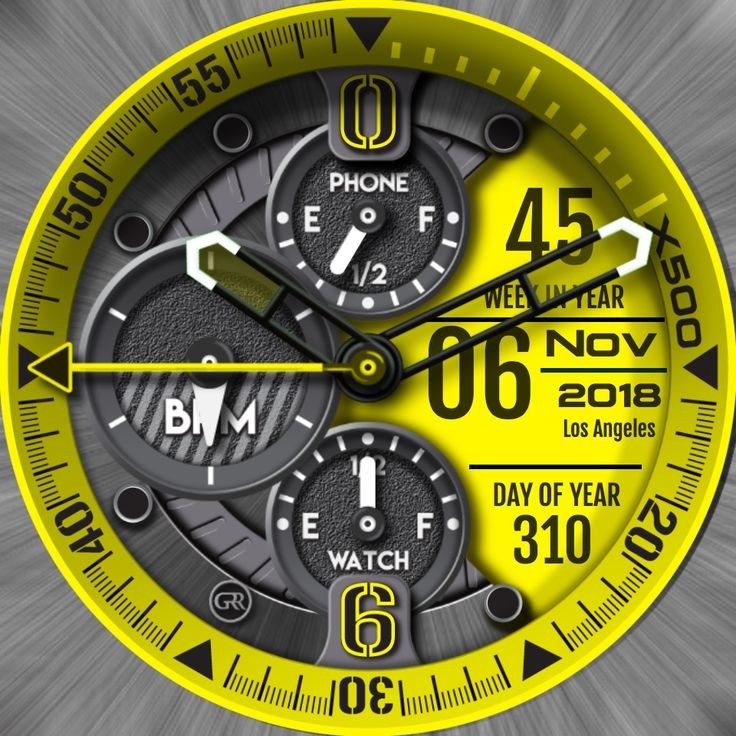 0
55
50
40
30
20
X500
PHONE
E F
1/2
45
WEEK IN YEAR
06 Nov
2018
Los Angeles
BPM
DAY OF YEAR
310
1/2
E F
WATCH
6
GRR